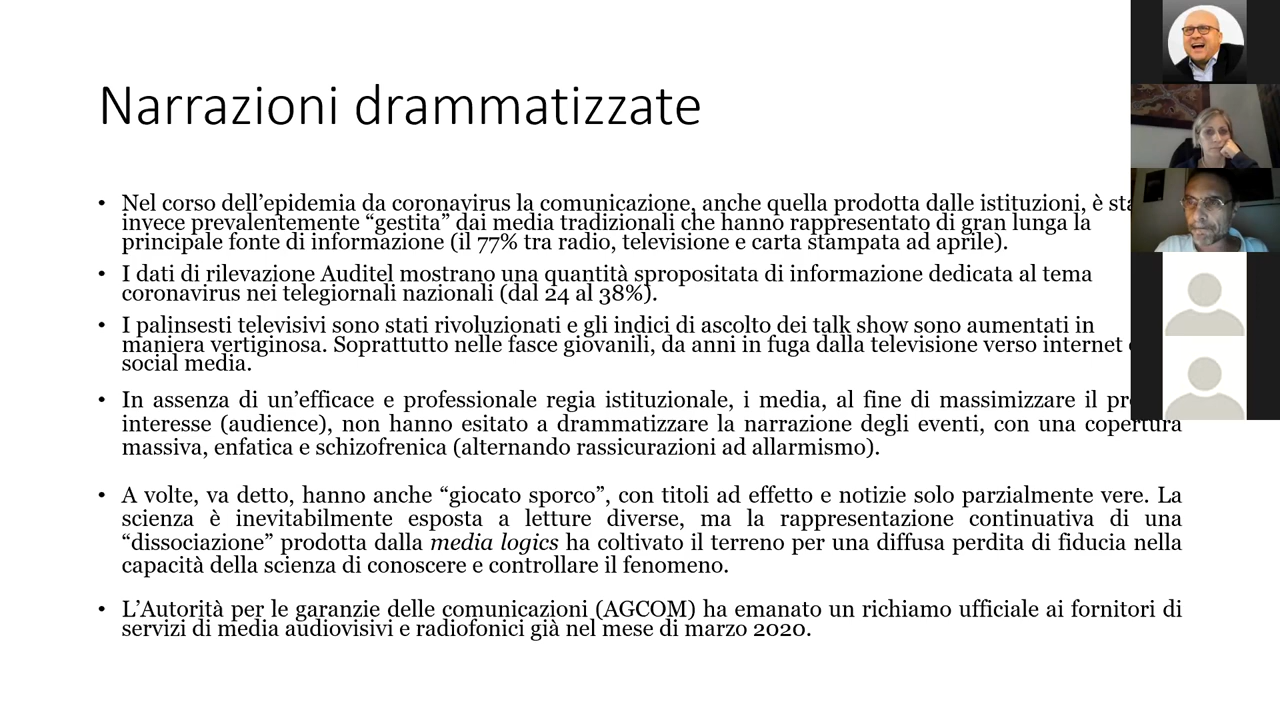 Narrazioni drammatizzate
• Nel corso dell’epidemia da coronavirus la comunicazione, anche quella prodotta dalle istituzioni, è
invece prevalentemente “gestita” dai media tradizionali che hanno rappresentato di gran lunga la
principale fonte di informazione (il 77% tra radio, televisione e carta stampata ad aprile).
• I dati di rilevazione Auditel mostrano una quantità spropositata di informazione dedicata al tema
coronavirus nei telegiornali nazionali (dal 24 al 38%).
• I palinsesti televisivi sono stati rivoluzionati e gli indici di ascolto dei talk show sono aumentati in
maniera vertiginosa. Soprattutto nelle fasce giovanili, da anni in fuga dalla televisione verso internet
social media.
• In assenza di un’efficace e professionale regia istituzionale, i media, al fine di massimizzare il
interesse (audience), non hanno esitato a drammatizzare la narrazione degli eventi, con una copertura
massiva, enfatica e schizofrenica (alternando rassicurazioni ad allarmismo).
• A volte, va detto, hanno anche “giocato sporco”, con titoli ad effetto e notizie solo parzialmente vere. La
scienza è inevitabilmente esposta a letture diverse, ma la rappresentazione continuativa di una
“dissociazione” prodotta dalla media logics ha coltivato il terreno per una diffusa perdita di fiducia nella
capacità della scienza di conoscere e controllare il fenomeno.
• L’Autorità per le garanzie delle comunicazioni (AGCOM) ha emanato un richiamo ufficiale ai fornitori di
servizi di media audiovisivi e radiofonici già nel mese di marzo 2020.